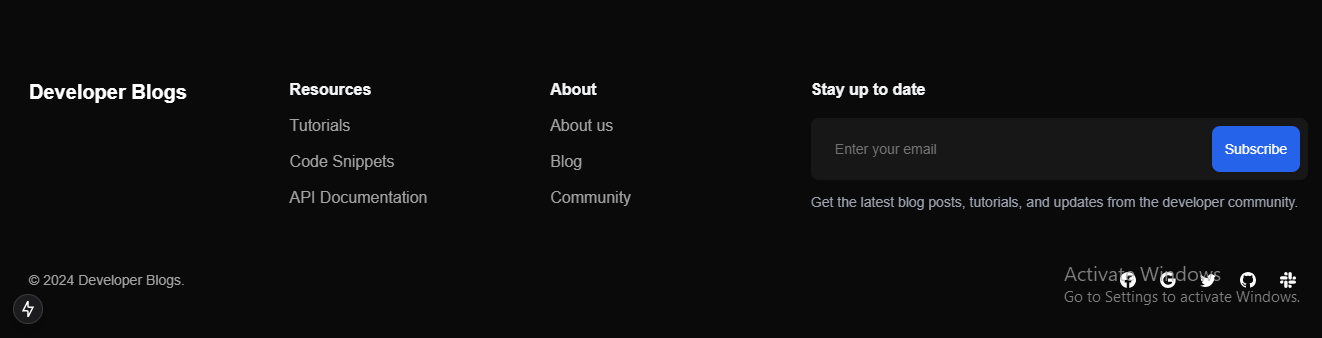 Developer Blogs
Resources
Tutorials
Code Snippets
API Documentation
About
About us
Blog
Community
Stay up to date
Enter your email
Subscribe
Get the latest blog posts, tutorials, and updates from the developer community.
© 2024 Developer Blogs.
Activate Windows
Go to Settings to activate Windows.